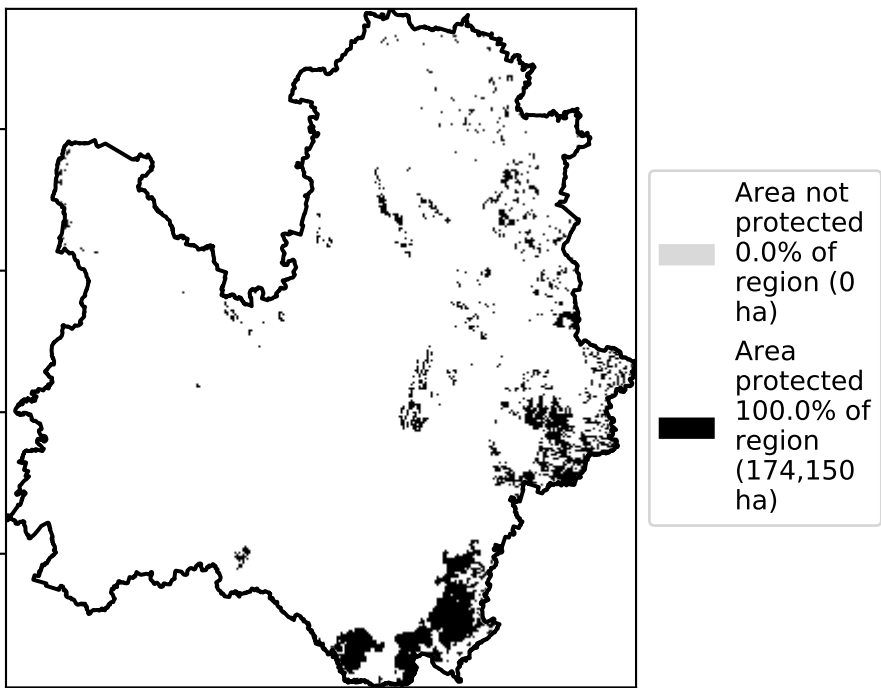 Area not
protected
0.0% of
region (0
ha)
Area
protected
100.0% of
region
(174,150
ha)